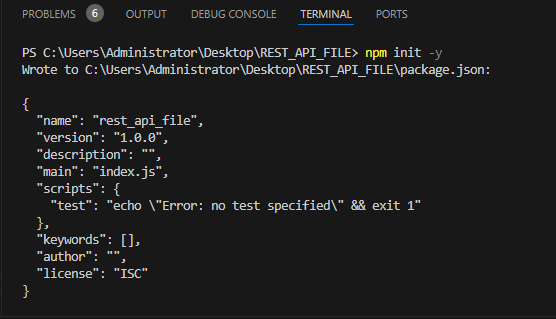 PROBLEMS 6 OUTPUT DEBUG CONSOLE TERMINAL PORTS
PS C:\Users\Administrator\Desktop\REST_API_FILE> npm init -y
Wrote to C:\Users\Administrator\Desktop\REST_API_FILE\package.json:
{
  "name": "rest_api_file",
  "version": "1.0.0",
  "description": "",
  "main": "index.js",
  "scripts": {
    "test": "echo \"Error: no test specified\" && exit 1"
  },
  "keywords": [],
  "author": "",
  "license": "ISC"
}